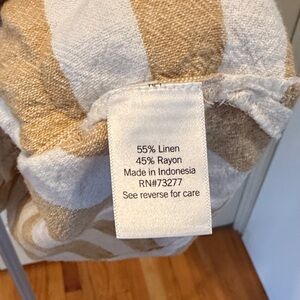 55% Linen
45% Rayon
Made in Indonesia
RN#73277
See reverse for care